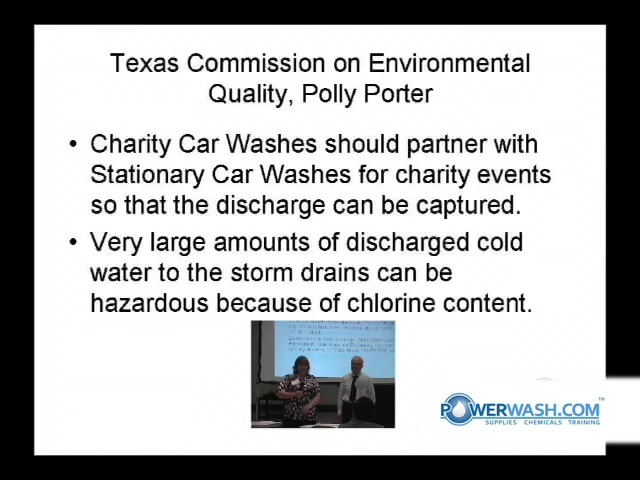 Texas Commission on Environmental
Quality, Polly Porter
• Charity Car Washes should partner with
Stationary Car Washes for charity events
so that the discharge can be captured.
• Very large amounts of discharged cold
water to the storm drains can be
hazardous because of chlorine content.
POWERWASH.COM™
SUPPLIES CHEMICALS TRAINING